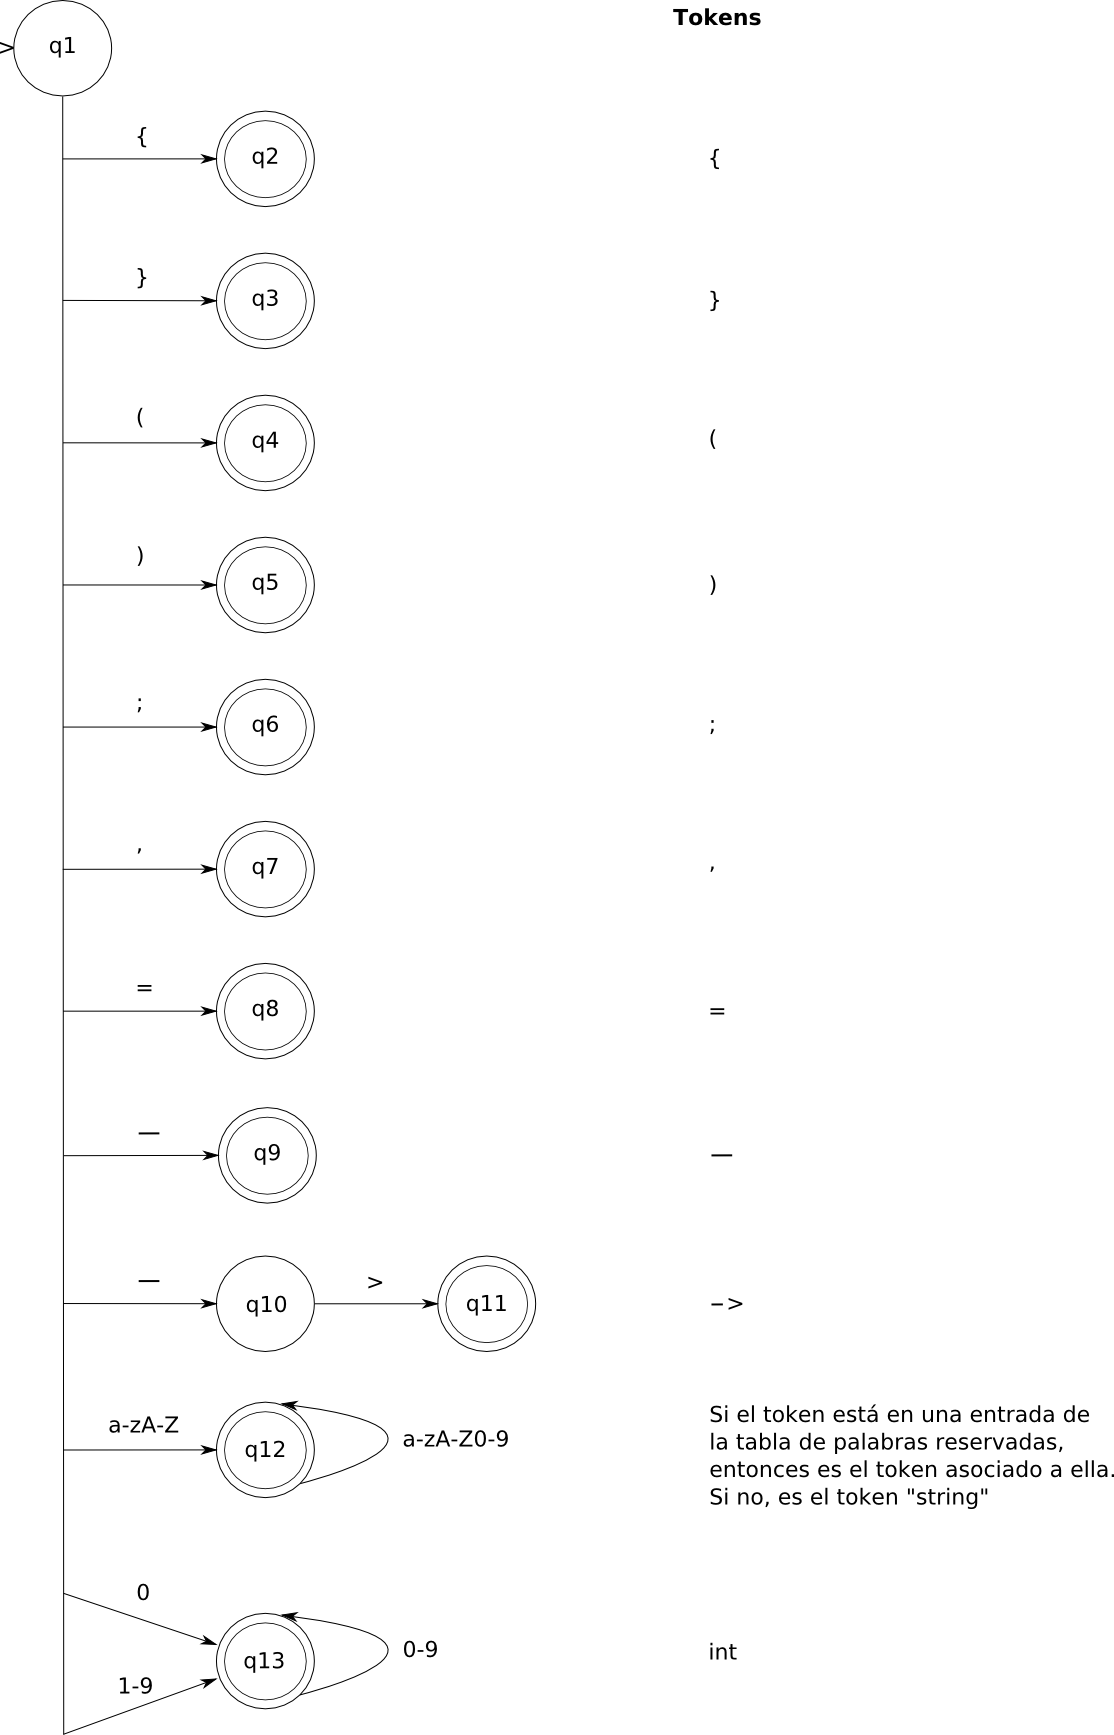 Tokens
>
q1
{
q2
{
}
q3
}
(
q4
(
)
q5
)
;
q6
;
,
q7
,
=
q8
=
—
q9
—
—
q10
>
q11
–>
a-zA-Z
q12
a-zA-Z0-9
Si el token está en una entrada de
la tabla de palabras reservadas,
entonces es el token asociado a ella.
Si no, es el token "string"
0
1-9
q13
0-9
int